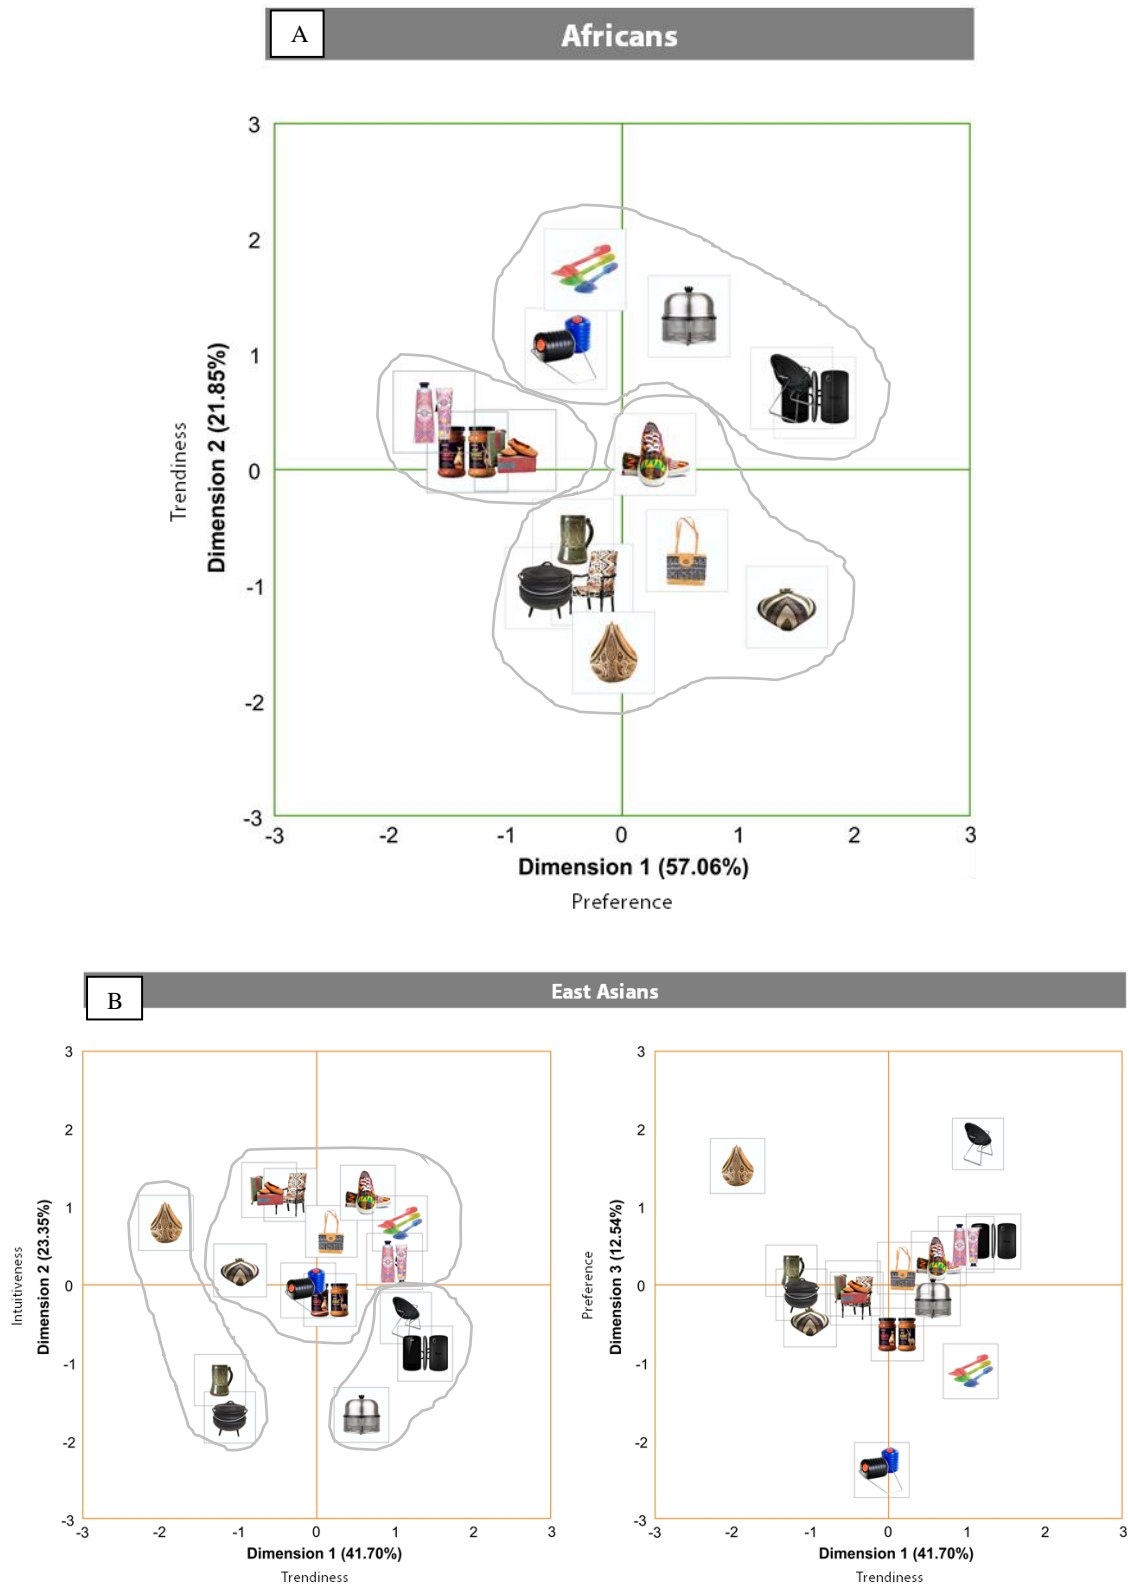 A
Africans
3
2
1
0
-1
-2
-3
Trendiness
Dimension 2 (21.85%)
-3 -2 -1 0 1 2 3
Dimension 1 (57.06%)
Preference
B
East Asians
3
2
1
0
-1
-2
-3
Intuitiveness
Dimension 2 (23.35%)
-3 -2 -1 0 1 2 3
Dimension 1 (41.70%)
Trendiness
3
2
1
0
-1
-2
-3
Preference
Dimension 3 (12.54%)
-3 -2 -1 0 1 2 3
Dimension 1 (41.70%)
Trendiness